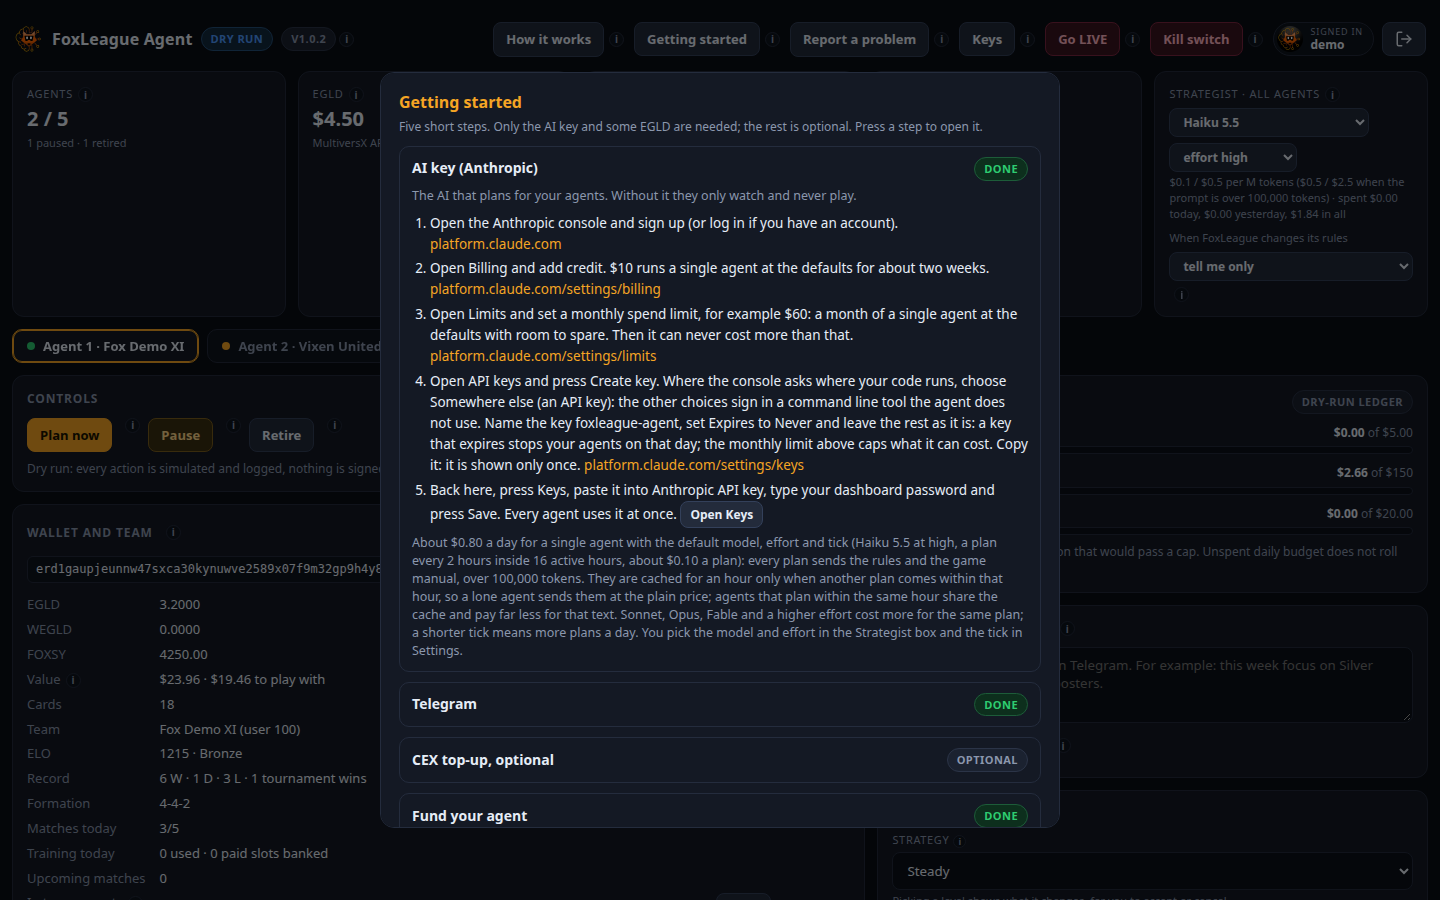 FoxLeague Agent DRY RUN V1.0.2 i
How it works i Getting started i Report a problem i Keys i Go LIVE i Kill switch i SIGNED IN demo
AGENTS i
2 / 5
1 paused · 1 retired
EGLD i
$4.50
MultiversX
STRATEGIST · ALL AGENTS i
Haiku 5.5
effort high
$0.1 / $0.5 per M tokens ($0.5 / $2.5 when the
prompt is over 100,000 tokens) · spent $0.00
today, $0.00 yesterday, $1.84 in all
When FoxLeague changes its rules
tell me only
i
Getting started
Five short steps. Only the AI key and some EGLD are needed; the rest is optional. Press a step to open it.
AI key (Anthropic) DONE
The AI that plans for your agents. Without it they only watch and never play.
1. Open the Anthropic console and sign up (or log in if you have an account).
platform.claude.com
2. Open Billing and add credit. $10 runs a single agent at the defaults for about two weeks.
platform.claude.com/settings/billing
3. Open Limits and set a monthly spend limit, for example $60: a month of a single agent at the
defaults with room to spare. Then it can never cost more than that.
platform.claude.com/settings/limits
4. Open API keys and press Create key. Where the console asks where your code runs, choose
Somewhere else (an API key): the other choices sign in a command line tool the agent does
not use. Name the key foxleague-agent, set Expires to Never and leave the rest as it is: a key
that expires stops your agents on that day; the monthly limit above caps what it can cost. Copy
it: it is shown only once. platform.claude.com/settings/keys
5. Back here, press Keys, paste it into Anthropic API key, type your dashboard password and
press Save. Every agent uses it at once. Open Keys
About $0.80 a day for a single agent with the default model, effort and tick (Haiku 5.5 at high, a plan
every 2 hours inside 16 active hours, about $0.10 a plan): every plan sends the rules and the game
manual, over 100,000 tokens. They are cached for an hour only when another plan comes within that
hour, so a lone agent sends them at the plain price; agents that plan within the same hour share the
cache and pay far less for that text. Sonnet, Opus, Fable and a higher effort cost more for the same plan;
a shorter tick means more plans a day. You pick the model and effort in the Strategist box and the tick in
Settings.
Telegram DONE
CEX top-up, optional OPTIONAL
Fund your agent DONE
Agent 1 · Fox Demo XI
Agent 2 · Vixen United
CONTROLS
Plan now i Pause i Retire i
Dry run: every action is simulated and logged, nothing is signed
WALLET AND TEAM i
erd1gaupjeunnw47sxca30kynuwve2589x07f9m32gp9h4y8
EGLD 3.2000
WEGLD 0.0000
FOXSY 4250.00
Value i $23.96 · $19.46 to play with
Cards 18
Team Fox Demo XI (user 100)
ELO 1215 · Bronze
Record 6 W · 1 D · 3 L · 1 tournament wins
Formation 4-4-2
Matches today 3/5
Training today 0 used · 0 paid slots banked
Upcoming matches 0
DRY-RUN LEDGER
$0.00 of $5.00
$2.66 of $150
$0.00 of $20.00
that would pass a cap. Unspent daily budget does not roll
i
Telegram. For example: this week focus on Silver
i
STRATEGY i
Steady